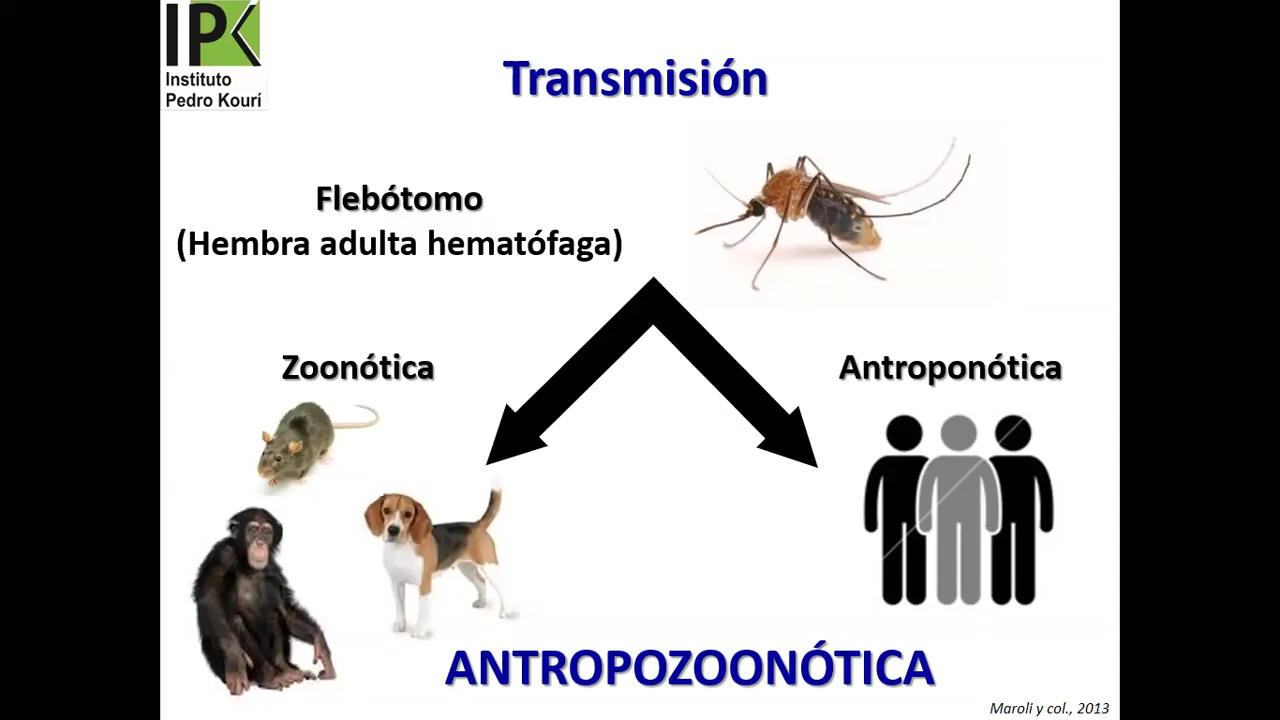 IPK
Instituto
Pedro Kourí
Transmisión
Flebótomo
(Hembra adulta hematófaga)
Zoonótica
Antroponótica
ANTROPOZOONÓTICA
Maroli y col., 2013